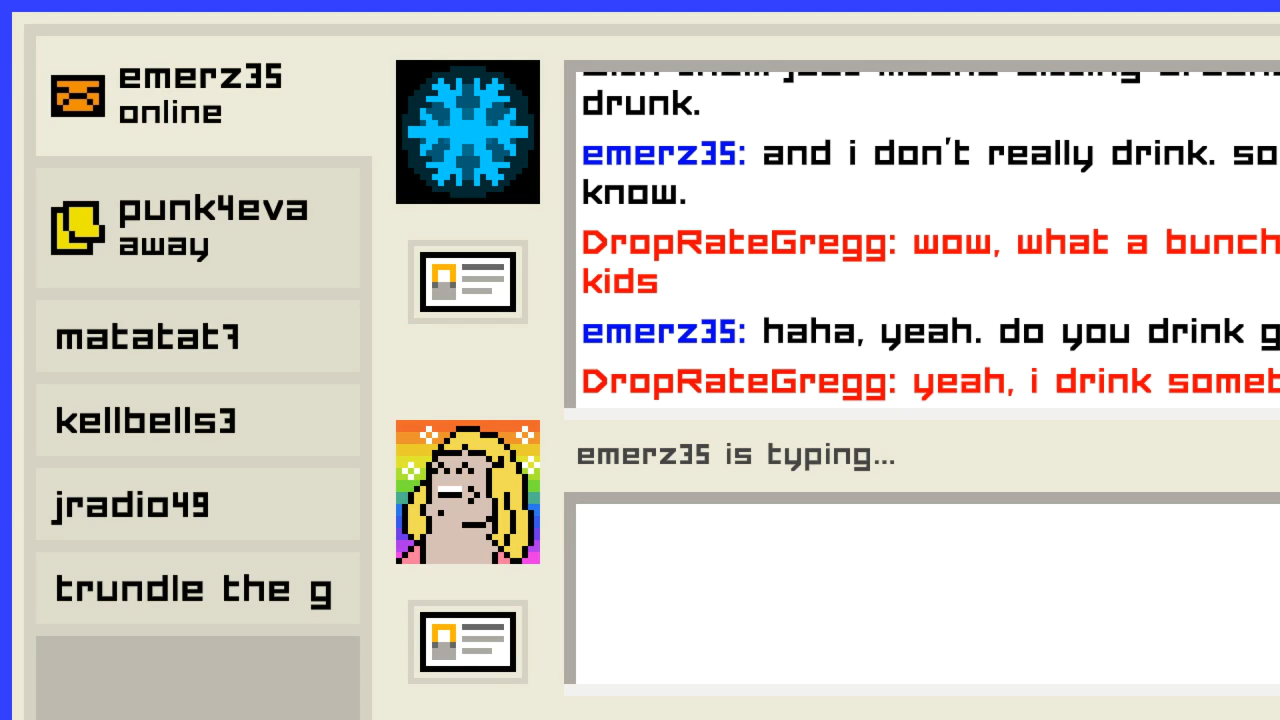 emerz35
online
punk4eva
away
matatat7
kellbells3
jradio49
trundle the g
drunk.
emerz35: and i don't really drink. so
know.
DropRateGregg: wow, what a bunch
kids
emerz35: haha, yeah. do you drink g
DropRateGregg: yeah, i drink
emerz35 is typing...